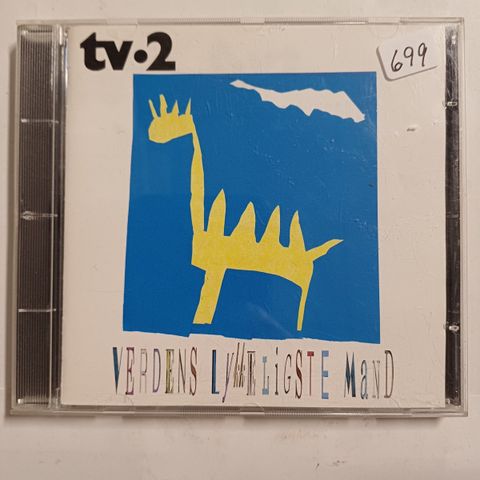 tv·2
699
VERDENS LykkELiGSTE MaND